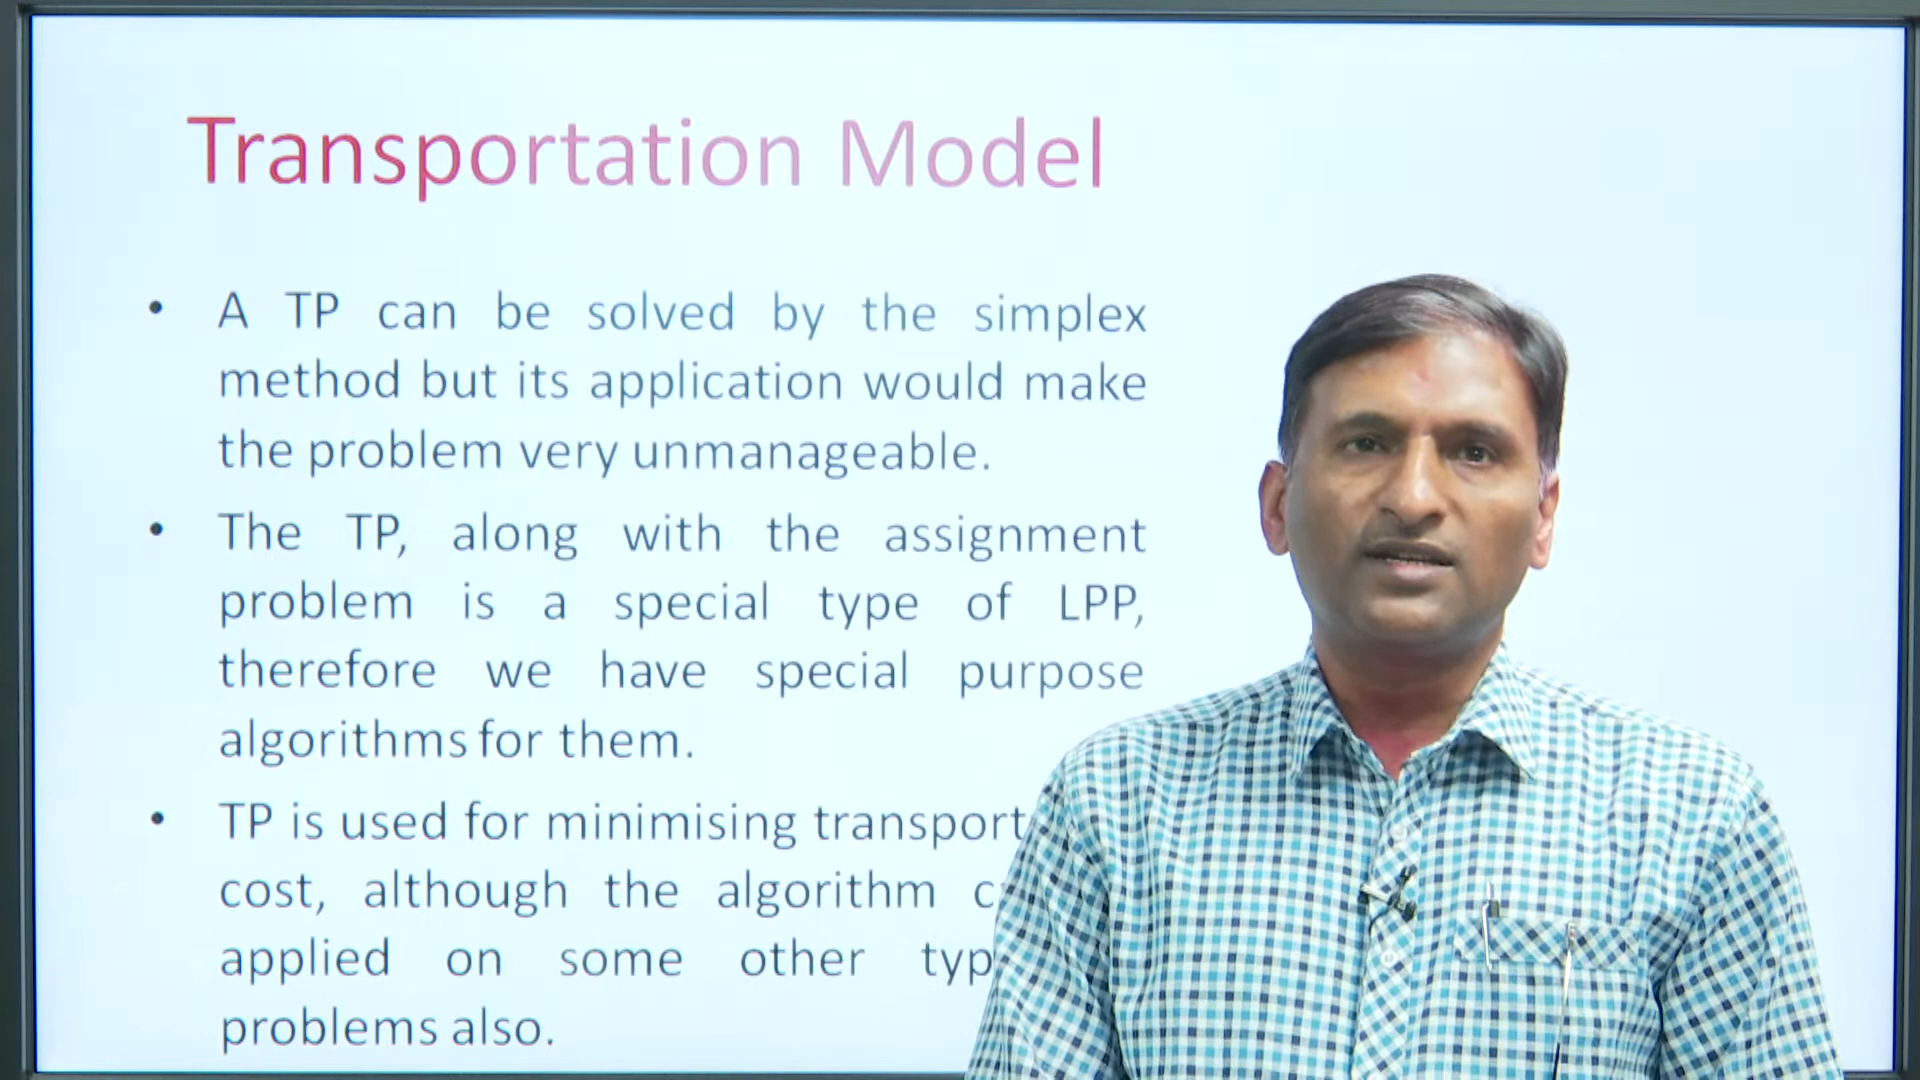 Transportation Model
• A TP can be solved by the simplex
method but its application would make
the problem very unmanageable.
• The TP, along with the assignment
problem is a special type of LPP,
therefore we have special purpose
algorithms for them.
• TP is used for minimising transport
cost, although the algorithm
applied on some other
problems also.